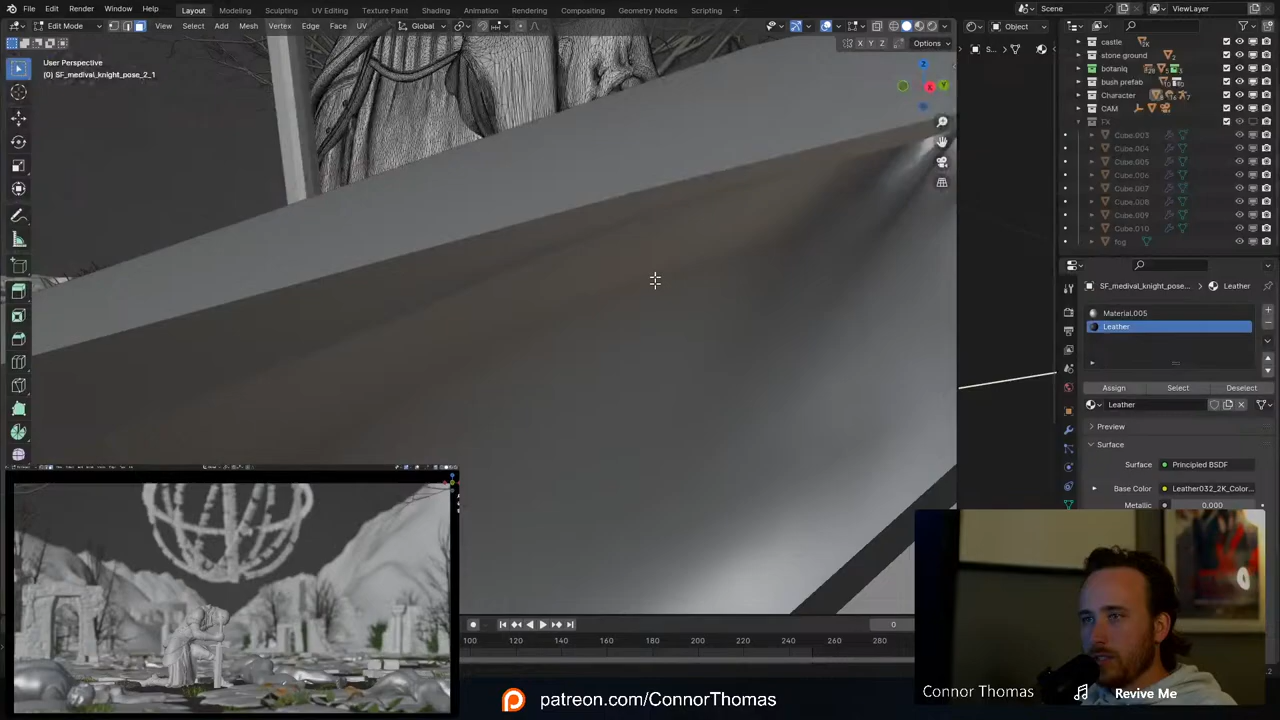 File Edit Render Window Help Layout Modeling Sculpting UV Editing Texture Paint Shading Animation Rendering Compositing Geometry Nodes Scripting Scene ViewLayer
Edit Mode View Select Add Mesh Vertex Edge Face UV Global Object
X Y Z Options
User Perspective
(0) SF_medival_knight_pose_2_1
castle
stone ground
botaniq
bush prefab
Character
CAM
FX
Cube.003
Cube.004
Cube.005
Cube.006
Cube.007
Cube.008
Cube.009
Cube.010
fog
SF_medival_knight_pose... Leather
Material.005
Leather
Assign Select Deselect
Leather
Preview
Surface
Surface Principled BSDF
Base Color Leather032_2K_Color...
Metallic 0.000
0
100 120 140 160 180 200 220 240 260 280
Connor Thomas Revive Me
patreon.com/ConnorThomas